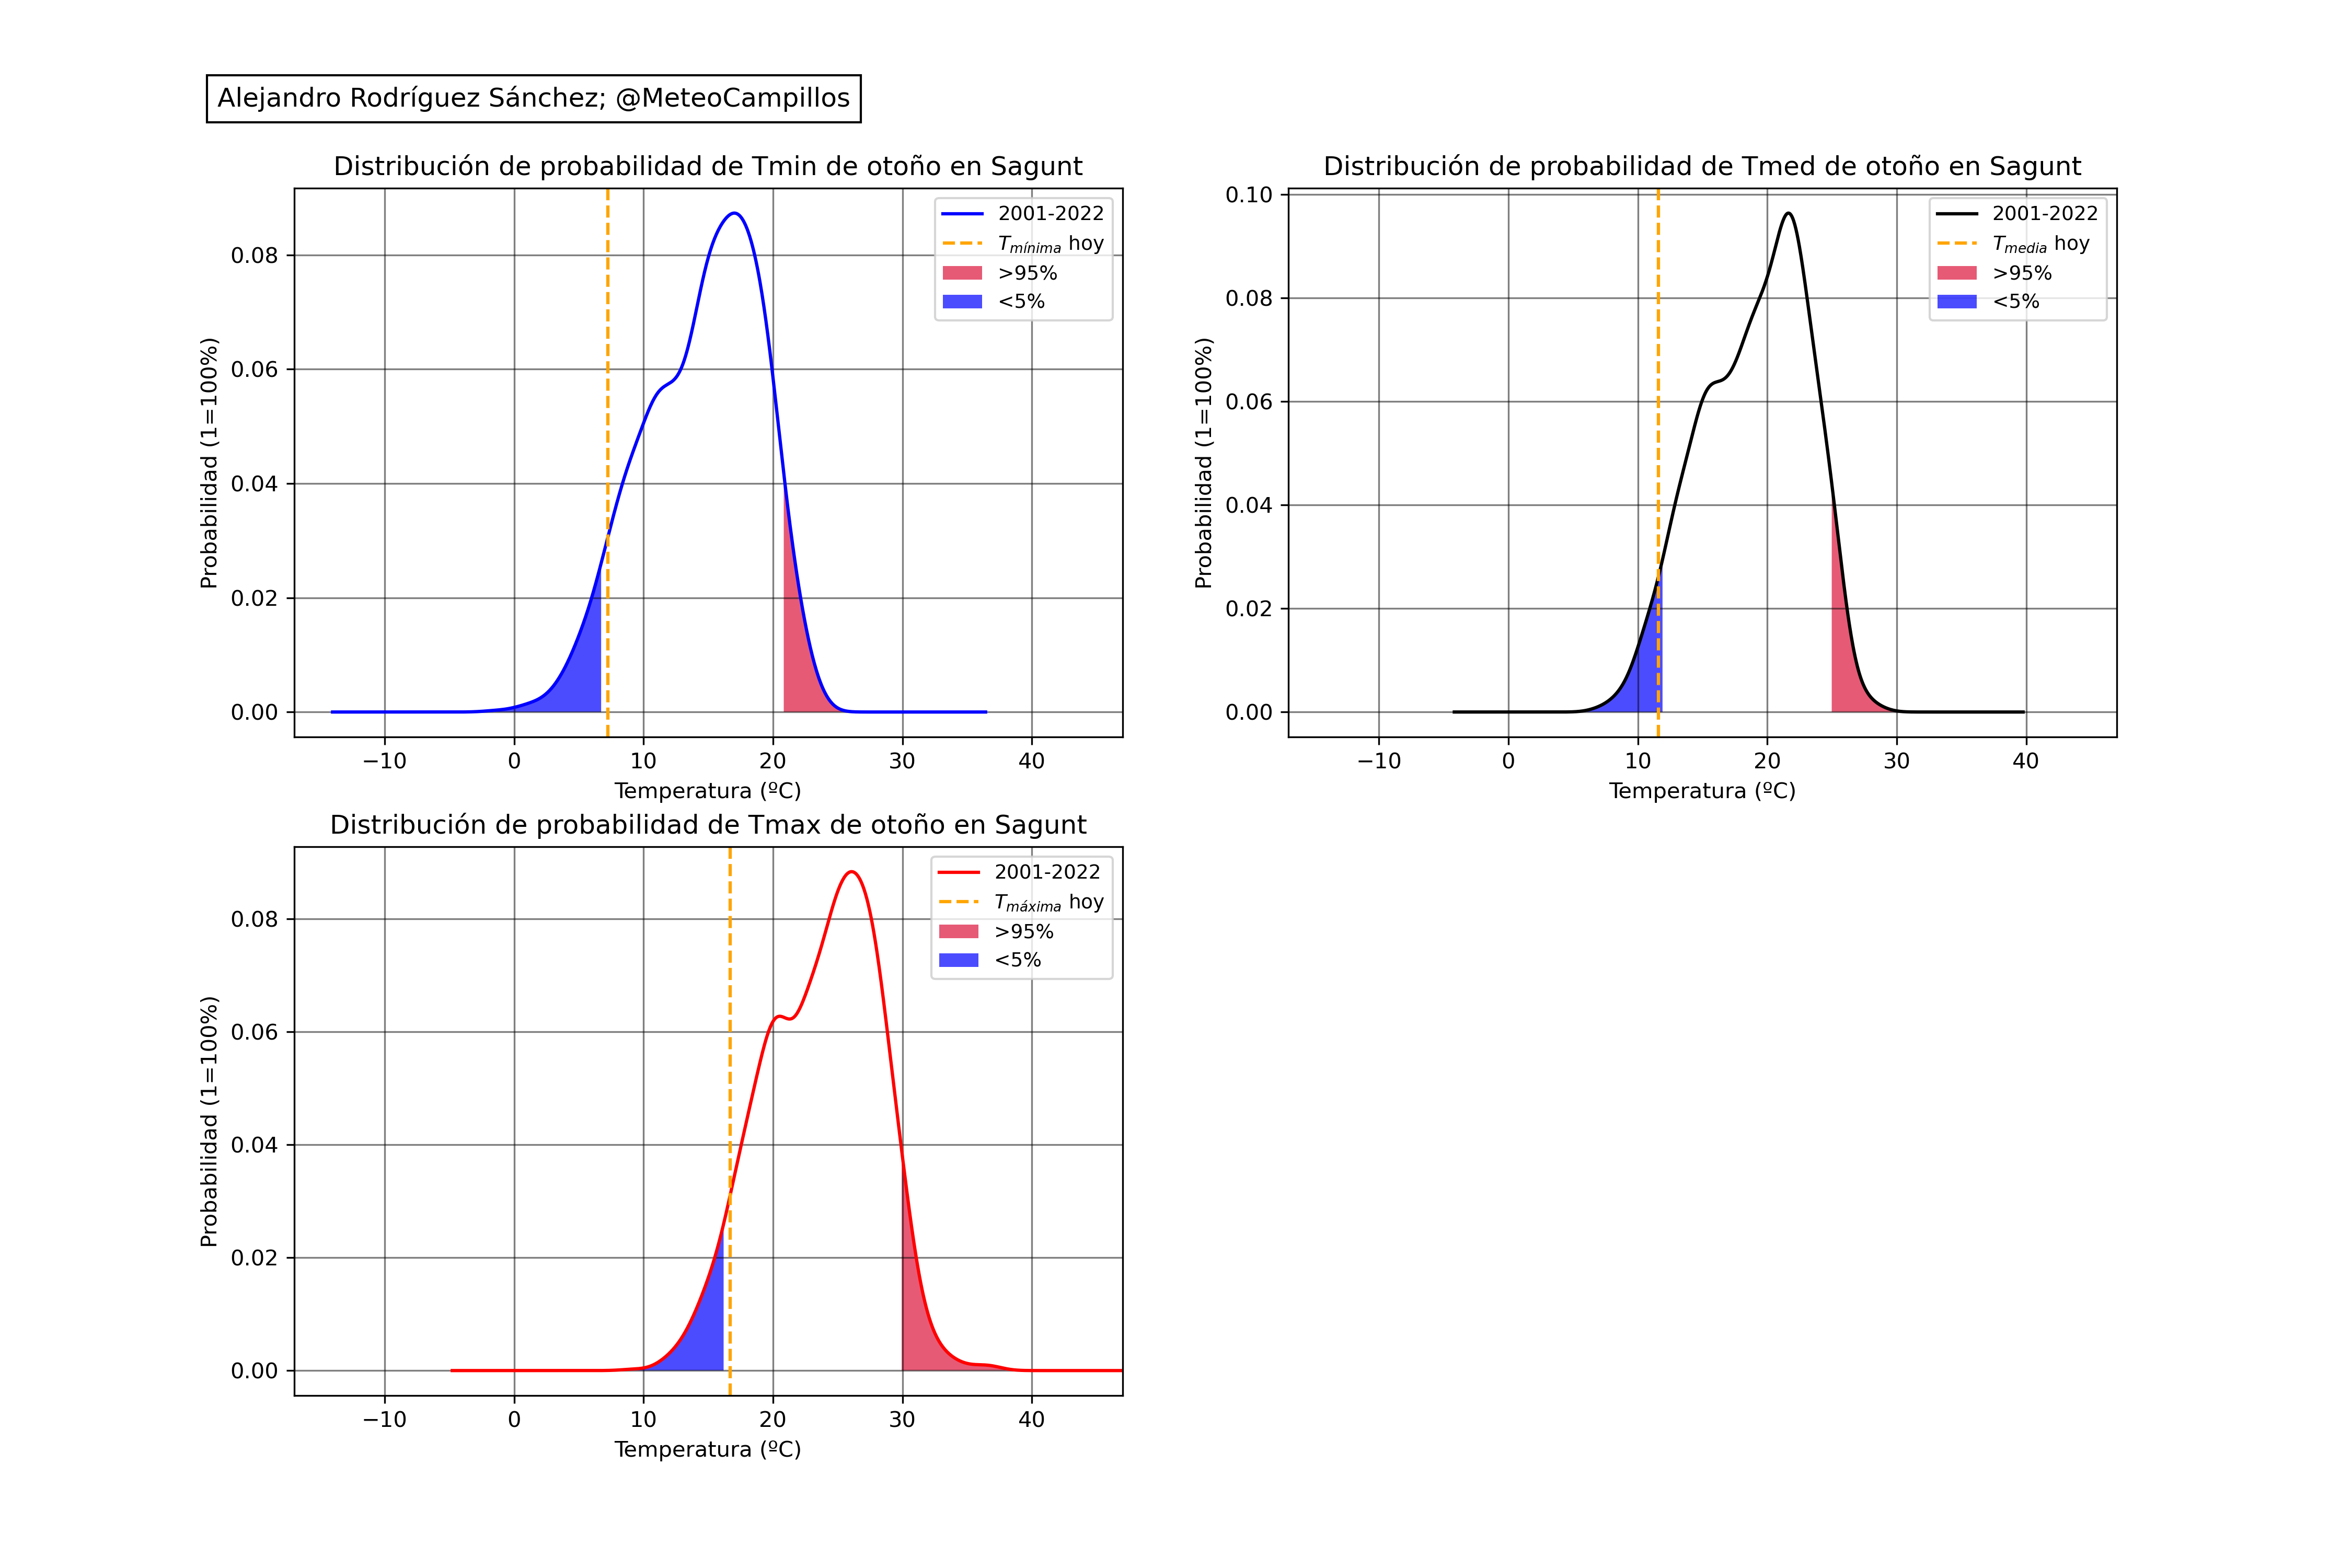 Alejandro Rodríguez Sánchez; @MeteoCampillos
Distribución de probabilidad de Tmin de otoño en Sagunt
Probabilidad (1=100%)
0.08
0.06
0.04
0.02
0.00
−10 0 10 20 30 40
Temperatura (ºC)
2001-2022
Tmínima hoy
>95%
<5%
Distribución de probabilidad de Tmed de otoño en Sagunt
Probabilidad (1=100%)
0.10
0.08
0.06
0.04
0.02
0.00
−10 0 10 20 30 40
Temperatura (ºC)
2001-2022
Tmedia hoy
>95%
<5%
Distribución de probabilidad de Tmax de otoño en Sagunt
Probabilidad (1=100%)
0.08
0.06
0.04
0.02
0.00
−10 0 10 20 30 40
Temperatura (ºC)
2001-2022
Tmáxima hoy
>95%
<5%